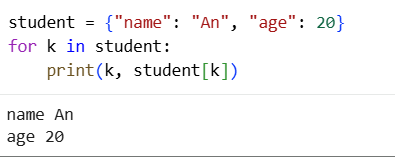 student = {"name": "An", "age": 20}
for k in student:
    print(k, student[k])
name An
age 20